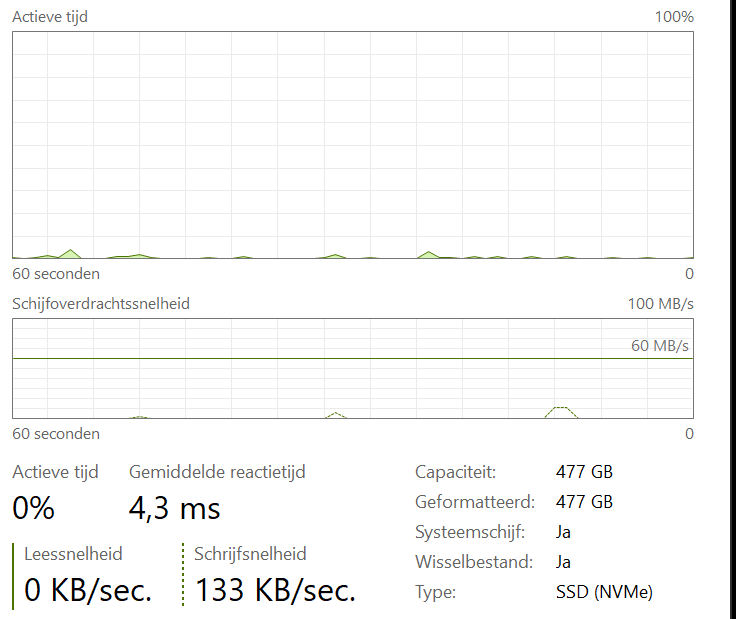 Actieve tijd 100%
60 seconden 0
Schijfoverdrachtssnelheid 100 MB/s
60 MB/s
60 seconden 0
Actieve tijd Gemiddelde reactietijd
0% 4,3 ms
Leessnelheid Schrijfsnelheid
0 KB/sec. 133 KB/sec.
Capaciteit: 477 GB
Geformatteerd: 477 GB
Systeemschijf: Ja
Wisselbestand: Ja
Type: SSD (NVMe)